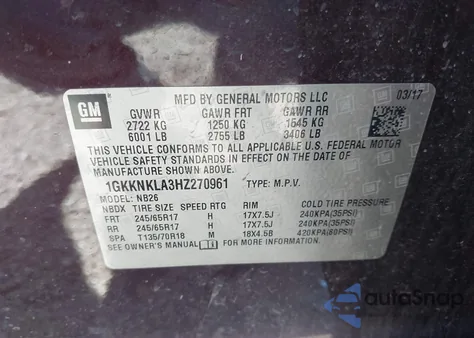 GM
MFD BY GENERAL MOTORS LLC 03/17
GVWR GAWR FRT GAWR RR
2722 KG 1250 KG 1545 KG
6001 LB 2755 LB 3406 LB
THIS VEHICLE CONFORMS TO ALL APPLICABLE U.S. FEDERAL MOTOR
VEHICLE SAFETY STANDARDS IN EFFECT ON THE DATE OF
MANUFACTURE SHOWN ABOVE.
1GKKNKLA3HZ270961 TYPE: M.P.V.
MODEL: NB26
NBDX TIRE SIZE SPEED RTG RIM COLD TIRE PRESSURE
FRT 245/65R17 H 17X7.5J 240KPA(35PSI)
RR 245/65R17 H 17X7.5J 240KPA(35PSI)
SPA T135/70R18 M 18X4.5B 420KPA(60PSI)
SEE OWNER'S MANUAL FOR ADDITIONAL INFORMATION.
autoSnap